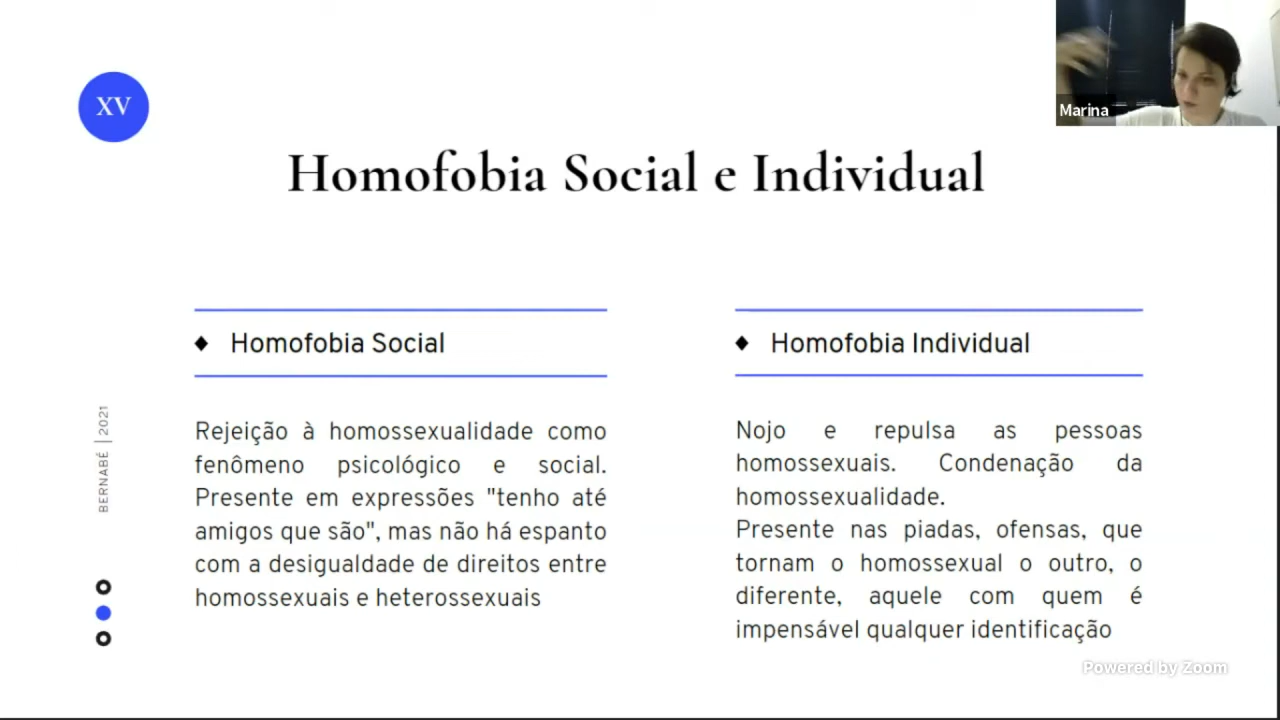 XV
Marina
Homofobia Social e Individual
♦ Homofobia Social
Rejeição à homossexualidade como
fenômeno psicológico e social.
Presente em expressões "tenho até
amigos que são", mas não há espanto
com a desigualdade de direitos entre
homossexuais e heterossexuais
♦ Homofobia Individual
Nojo e repulsa as pessoas
homossexuais. Condenação da
homossexualidade.
Presente nas piadas, ofensas, que
tornam o homossexual o outro, o
diferente, aquele com quem é
impensável qualquer identificação
BERNABÉ | 2021
Powered by Zoom